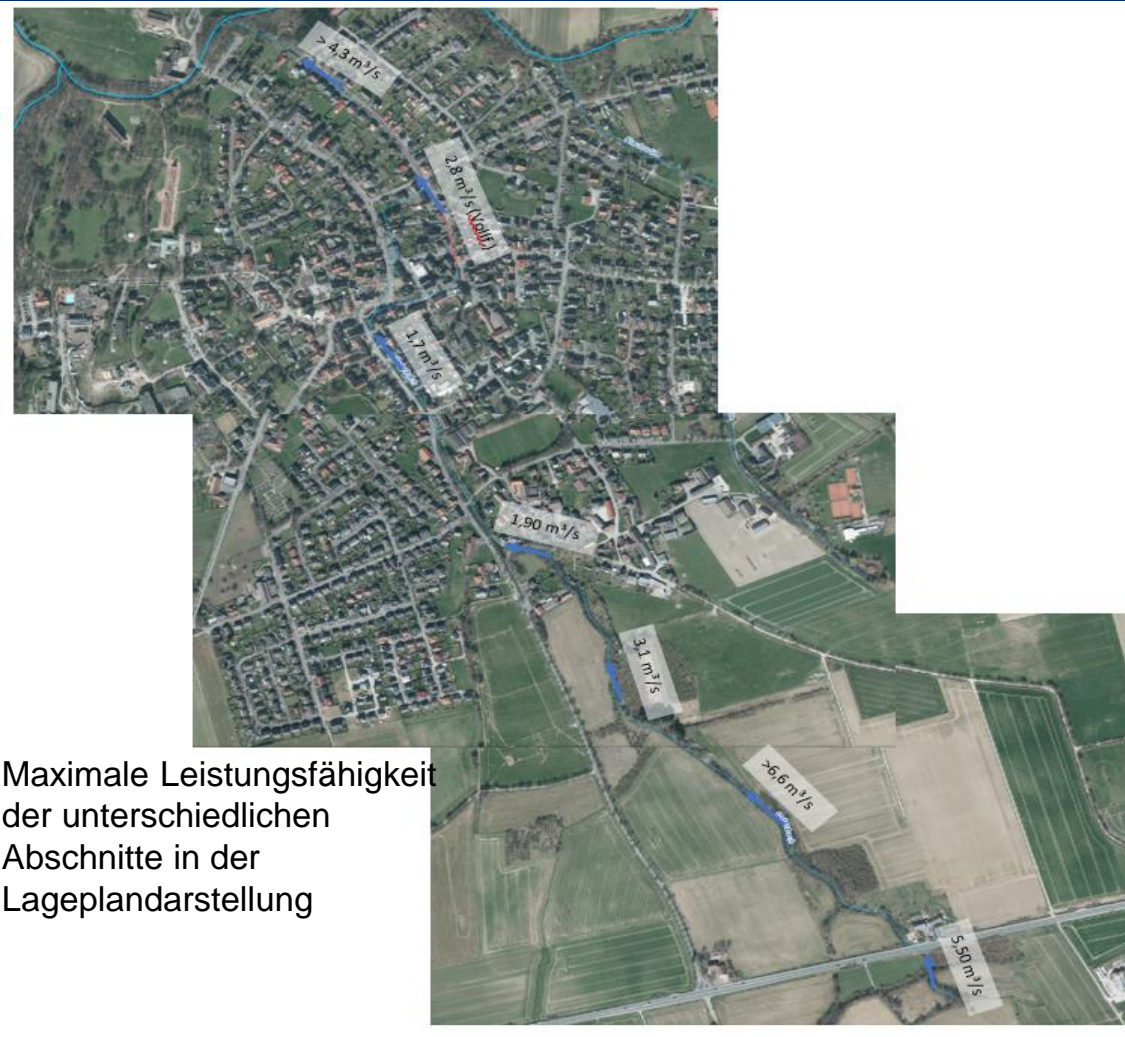 > 4,3 m³/s
2,8 m³/s (Vollf.)
1,7 m³/s
1,90 m³/s
3,1 m³/s
>6,6 m³/s
5,50 m³/s
Maximale Leistungsfähigkeit
der unterschiedlichen
Abschnitte in der
Lageplandarstellung